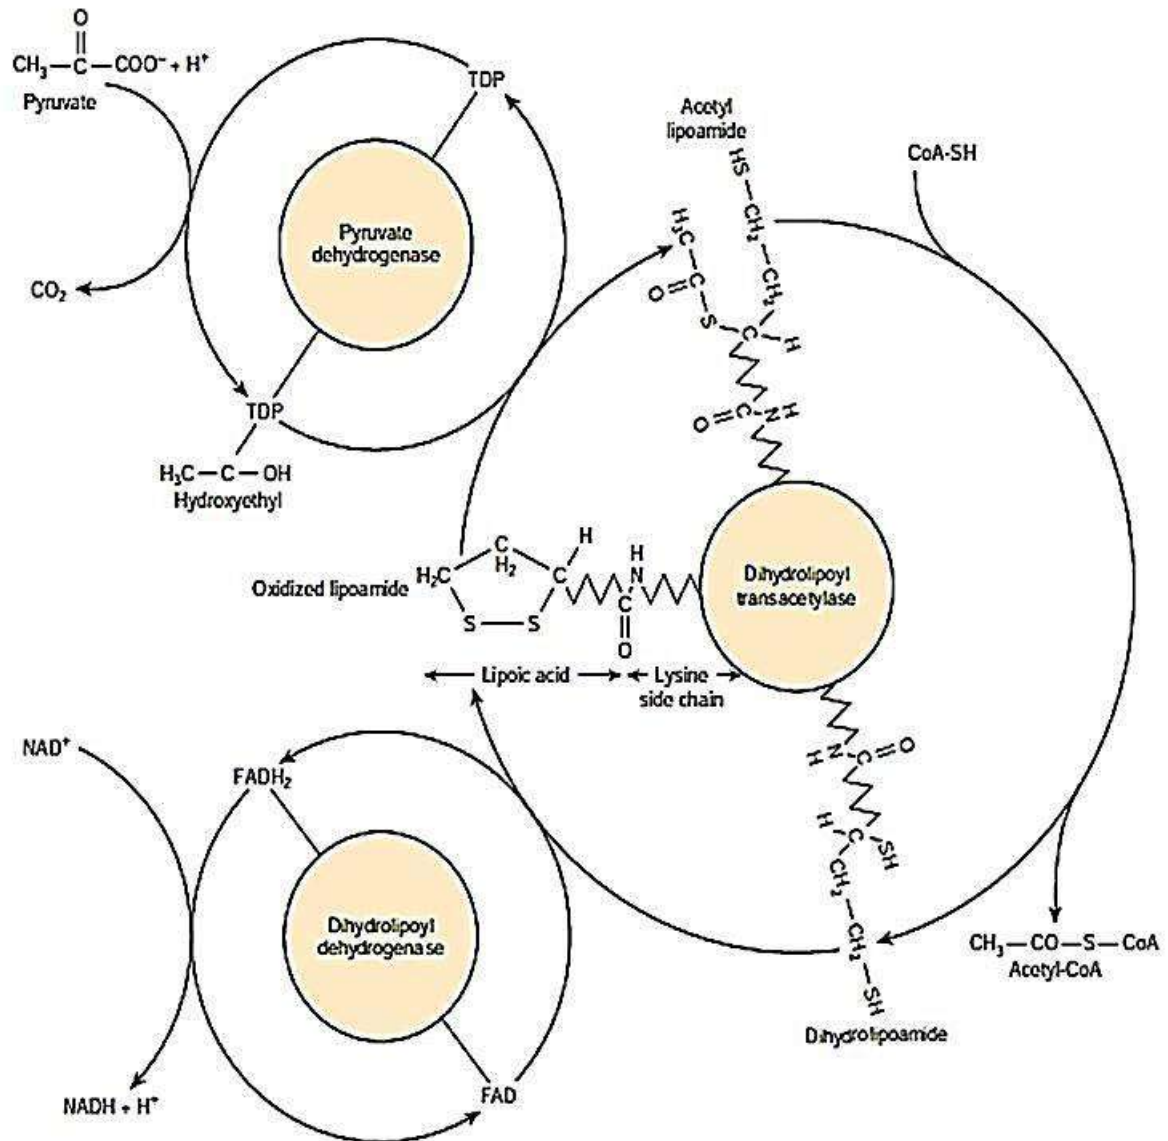 O
CH₃—C—COO⁻ + H⁺
Pyruvate
TDP
Pyruvate
dehydrogenase
CO₂
TDP
H₃C—C—OH
Hydroxyethyl
Acetyl
lipoamide
HS—CH₂—CH₂
H₃C—C—S
O
C
H
O
C
N
H
CoA-SH
Oxidized lipoamide
H₂C
C
H₂
C
H
S—S
H
N
C
O
Lipoic acid
Lysine
side chain
Dihydrolipoyl
transacetylase
H
N
C
O
H
C
SH
CH₂—CH₂—SH
Dihydrolipoamide
CH₃—CO—S—CoA
Acetyl-CoA
NAD⁺
FADH₂
Dihydrolipoyl
dehydrogenase
FAD
NADH + H⁺